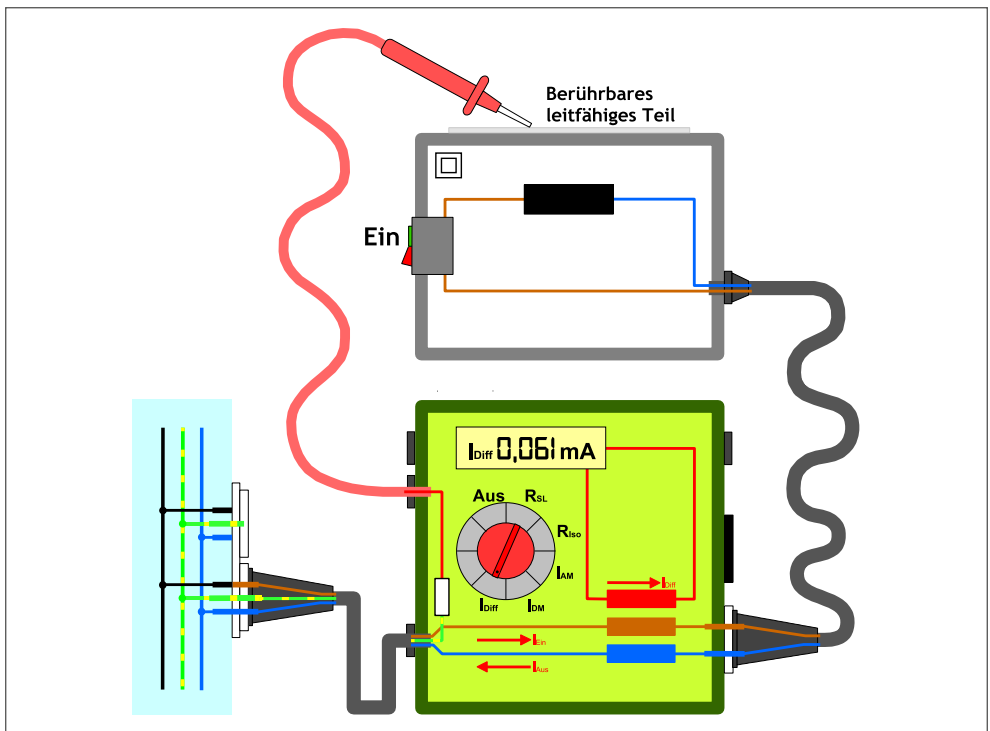 Berührbares
leitfähiges Teil
Ein
IDiff 0,061 mA
Aus
RSL
RIso
IAM
IDiff
IDM
IDiff
IEin
IAus